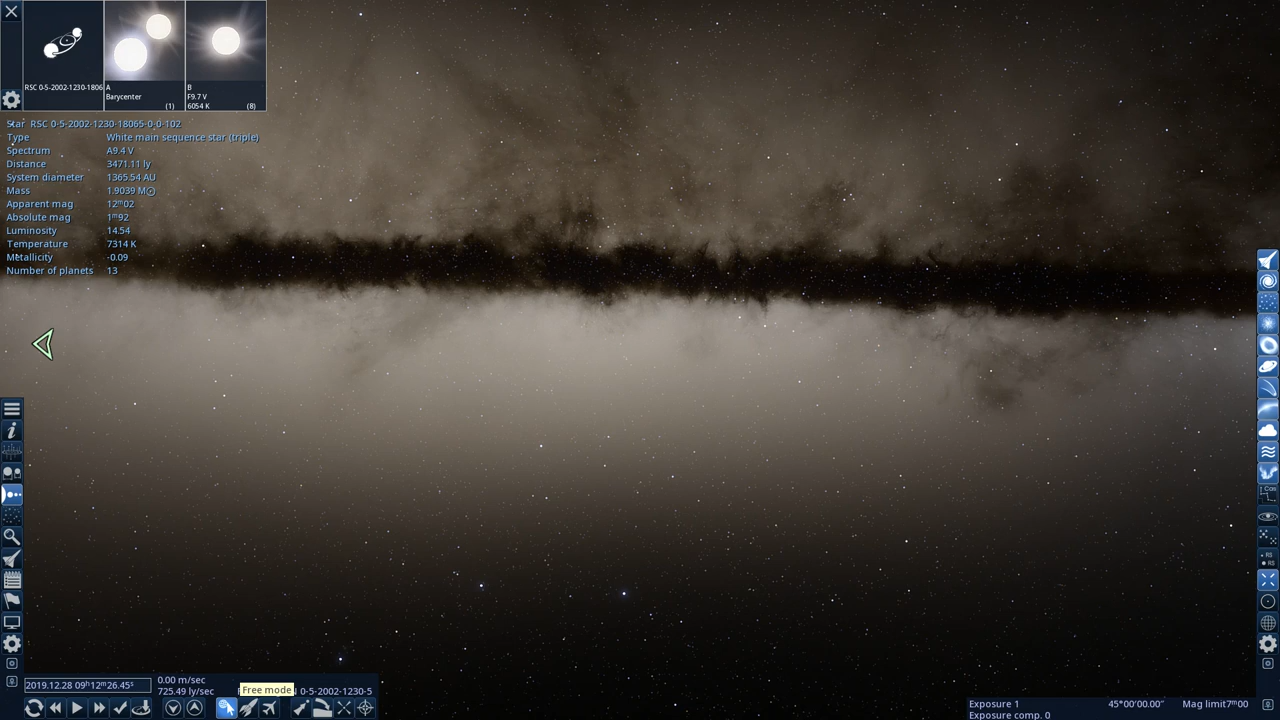 RSC 0-5-2002-1230-1806
A
Barycenter
(1)
B
F9.7 V
6054 K
(8)
Star RSC 0-5-2002-1230-18065-0-0-102
Type White main sequence star (triple)
Spectrum A9.4 V
Distance 3471.11 ly
System diameter 1365.54 AU
Mass 1.9039 M☉
Apparent mag 12ᵐ02
Absolute mag 1ᵐ92
Luminosity 14.54
Temperature 7314 K
Metallicity -0.09
Number of planets 13
RS
RS
2019.12.28 09ʰ12ᵐ26.45ˢ
0.00 m/sec
725.49 ly/sec
Free mode
0-5-2002-1230-5
Exposure 1 45°00'00.00" Mag limit7ᵐ00
Exposure comp. 0